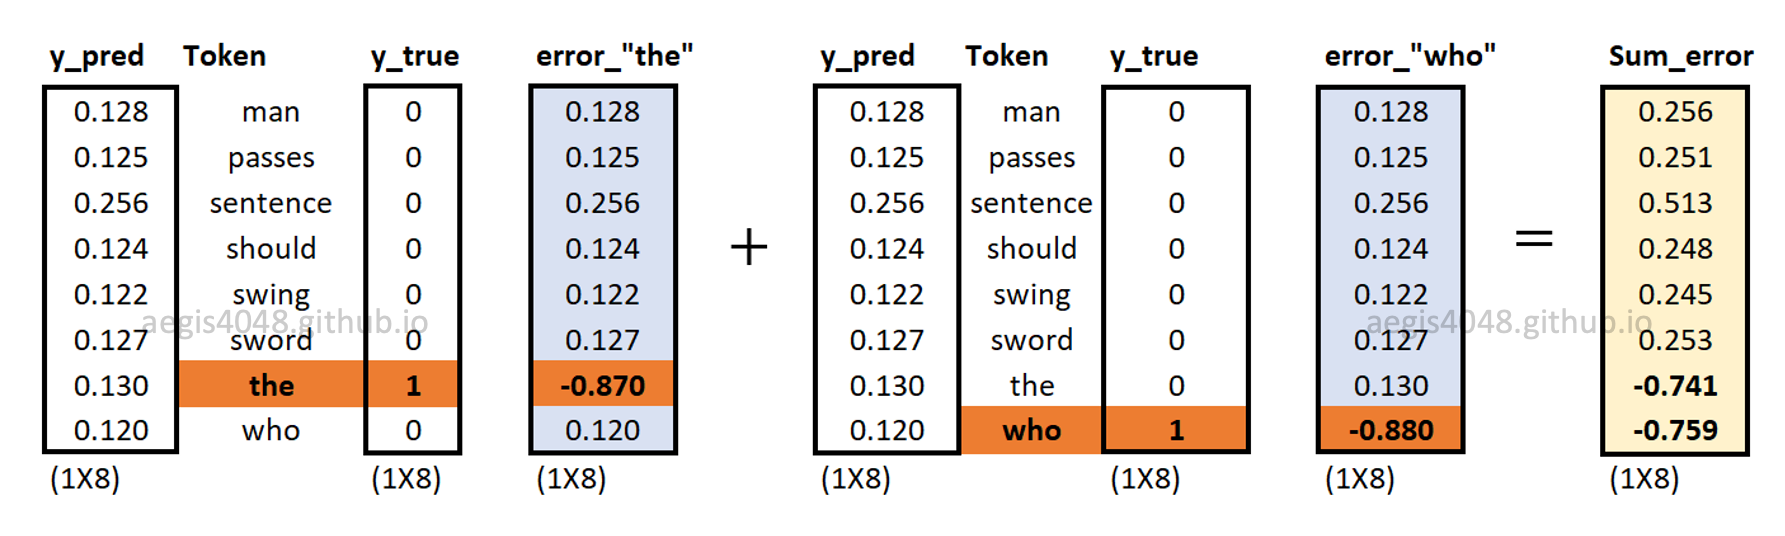 y_pred Token y_true error_"the" y_pred Token y_true error_"who" Sum_error
0.128 man 0 0.128 0.128 man 0 0.128 0.256
0.125 passes 0 0.125 0.125 passes 0 0.125 0.251
0.256 sentence 0 0.256 0.256 sentence 0 0.256 0.513
0.124 should 0 0.124 + 0.124 should 0 0.124 = 0.248
0.122 swing 0 0.122 0.122 swing 0 0.122 0.245
aegis4048.github.io aegis4048.github.io
0.127 sword 0 0.127 0.127 sword 0 0.127 0.253
0.130 the 1 -0.870 0.130 the 0 0.130 -0.741
0.120 who 0 0.120 0.120 who 1 -0.880 -0.759
(1X8) (1X8) (1X8) (1X8) (1X8) (1X8) (1X8)